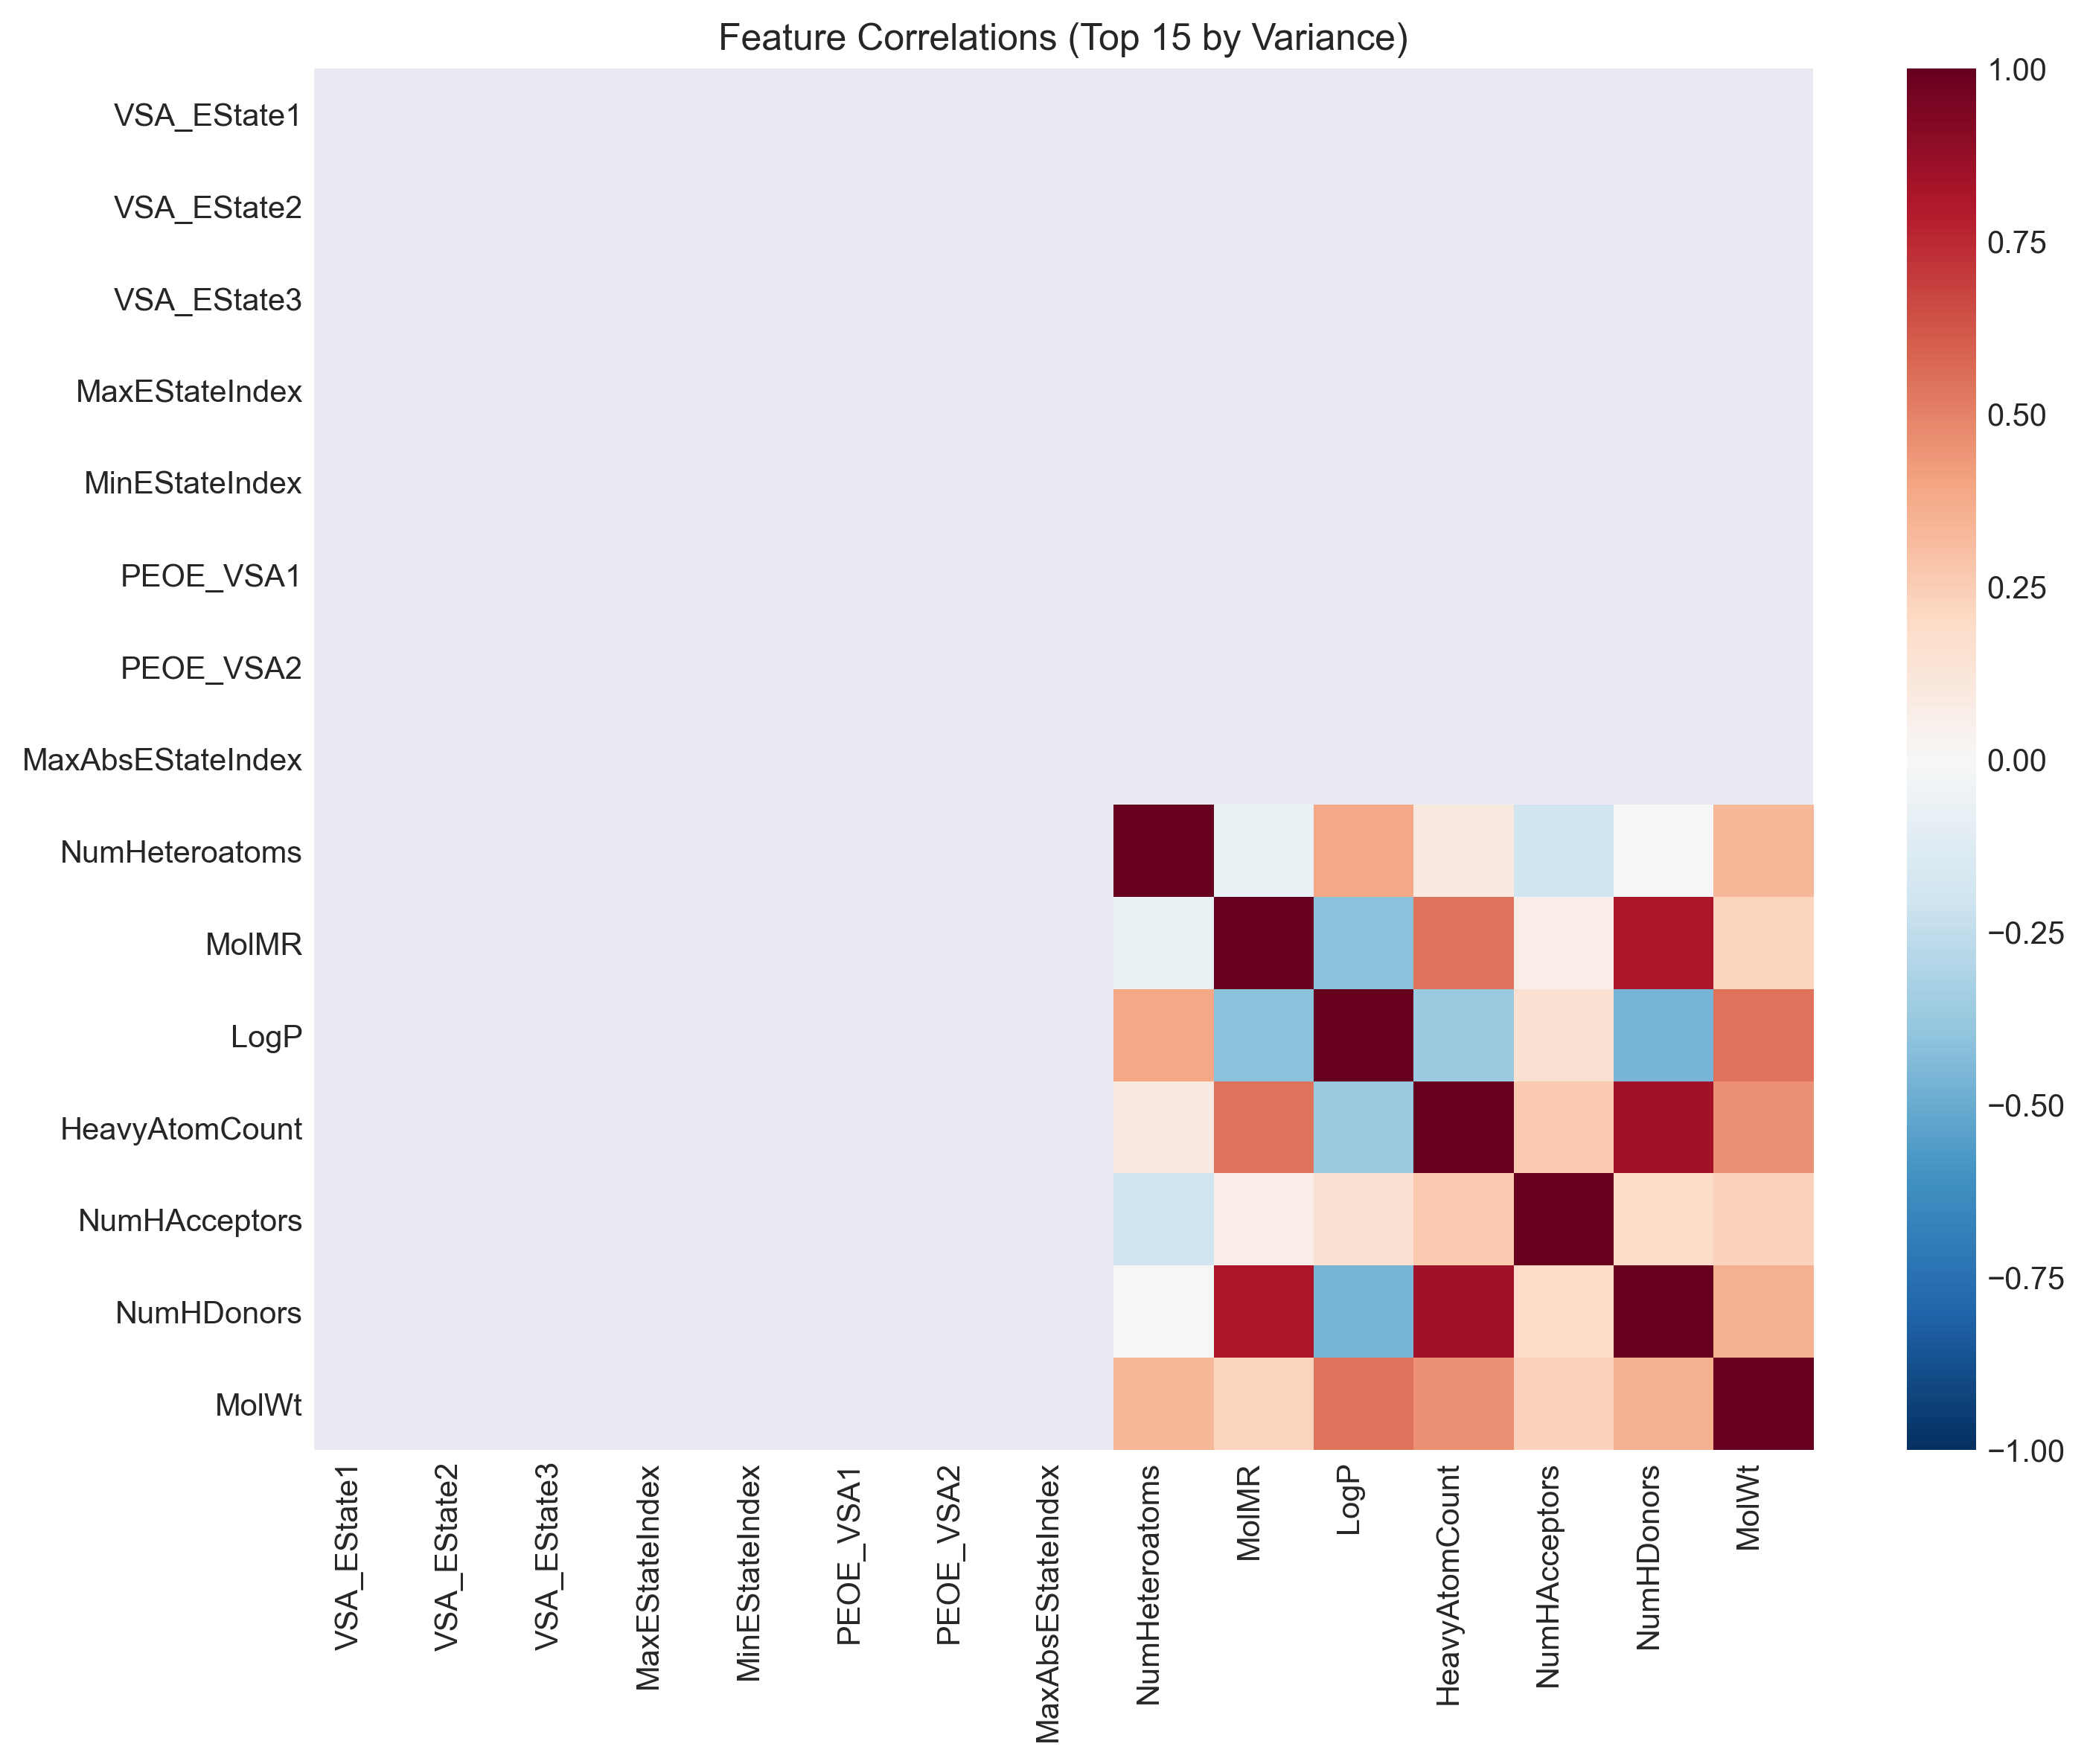 Feature Correlations (Top 15 by Variance)
VSA_EState1
VSA_EState2
VSA_EState3
MaxEStateIndex
MinEStateIndex
PEOE_VSA1
PEOE_VSA2
MaxAbsEStateIndex
NumHeteroatoms
MolMR
LogP
HeavyAtomCount
NumHAcceptors
NumHDonors
MolWt
VSA_EState1
VSA_EState2
VSA_EState3
MaxEStateIndex
MinEStateIndex
PEOE_VSA1
PEOE_VSA2
MaxAbsEStateIndex
NumHeteroatoms
MolMR
LogP
HeavyAtomCount
NumHAcceptors
NumHDonors
MolWt
1.00
0.75
0.50
0.25
0.00
−0.25
−0.50
−0.75
−1.00